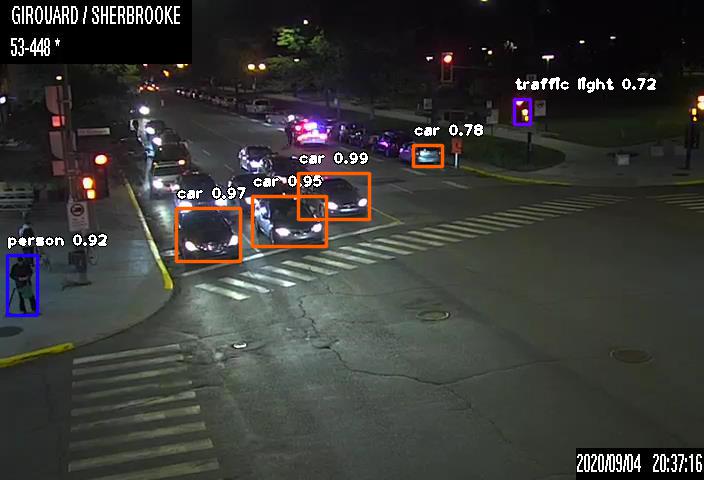 GIROUARD / SHERBROOKE
53-448 *
traffic light 0.72
car 0.78
car 0.99
car 0.95
car 0.97
person 0.92
2020/09/04 20:37:16